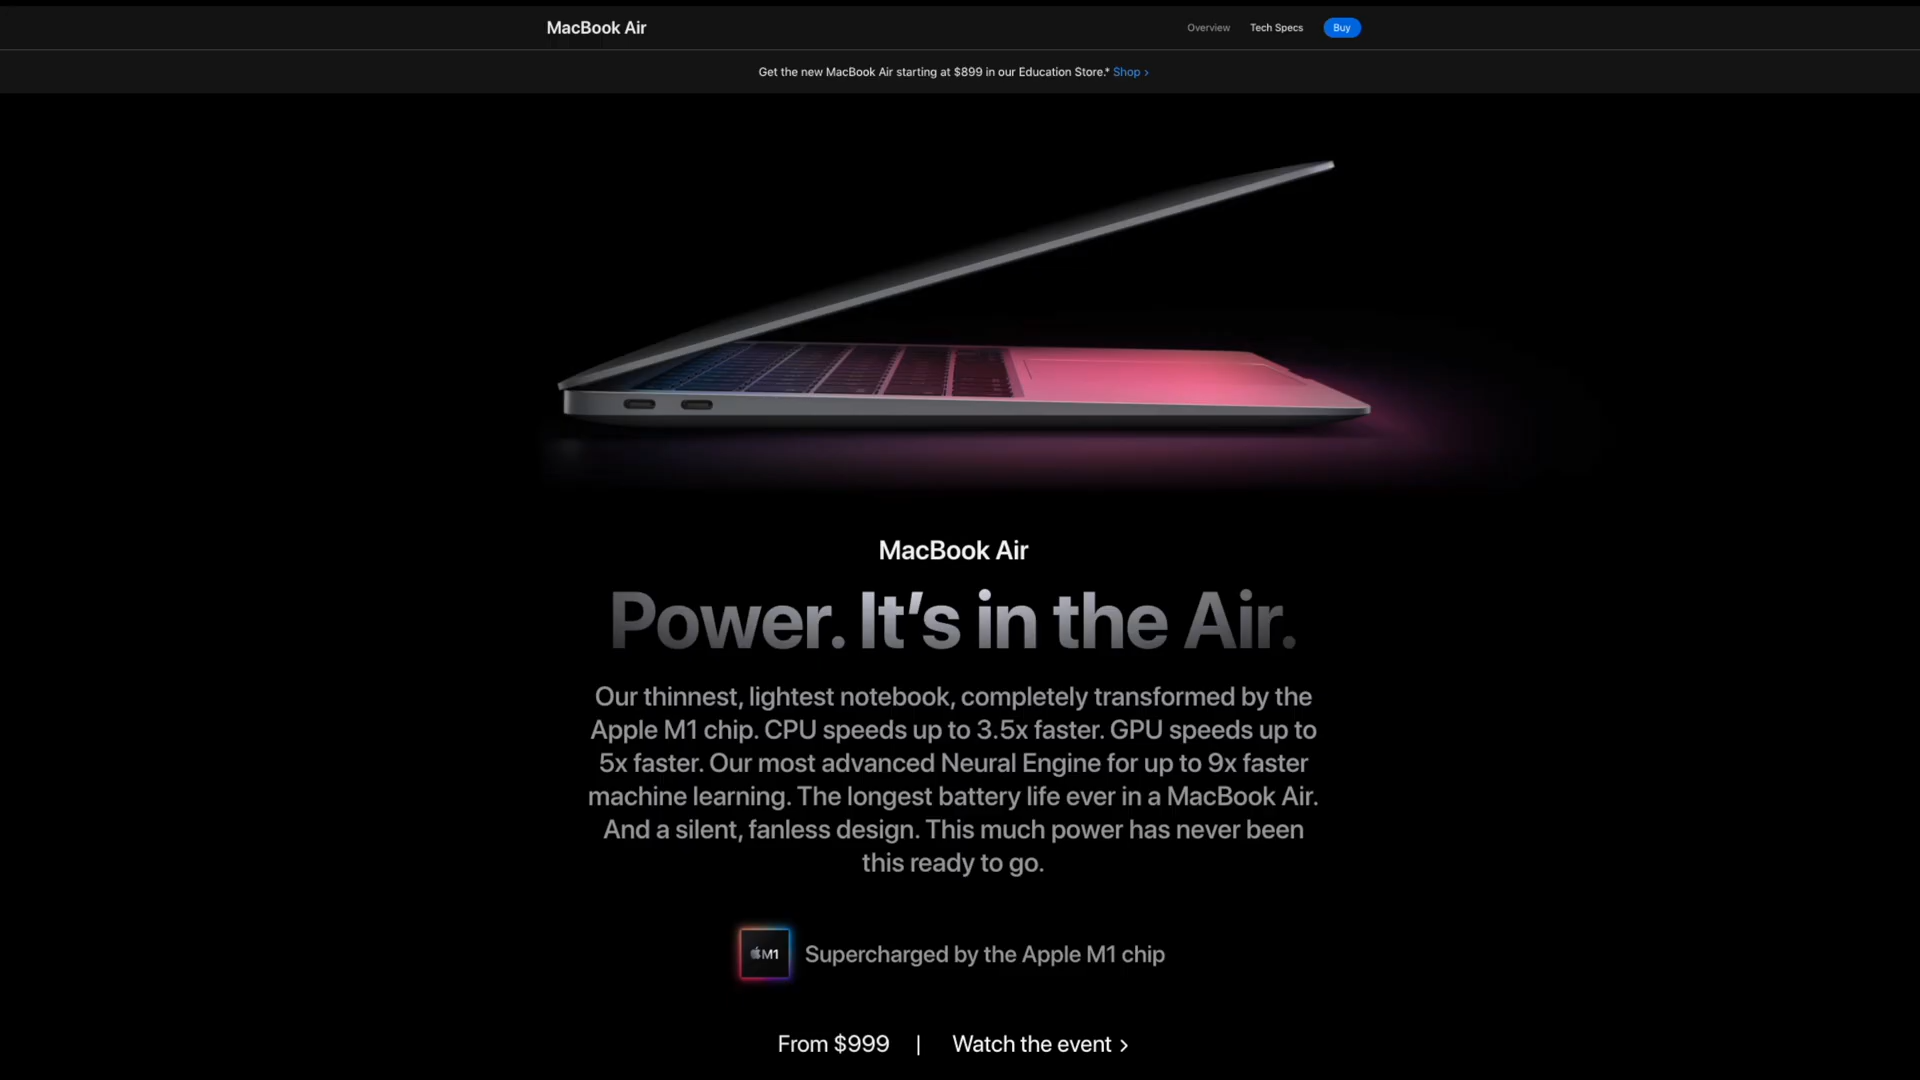 MacBook Air
Overview
Tech Specs
Buy
Get the new MacBook Air starting at $899 in our Education Store.* Shop >
MacBook Air
Power. It’s in the Air.
Our thinnest, lightest notebook, completely transformed by the
Apple M1 chip. CPU speeds up to 3.5x faster. GPU speeds up to
5x faster. Our most advanced Neural Engine for up to 9x faster
machine learning. The longest battery life ever in a MacBook Air.
And a silent, fanless design. This much power has never been
this ready to go.
M1
Supercharged by the Apple M1 chip
From $999 | Watch the event >